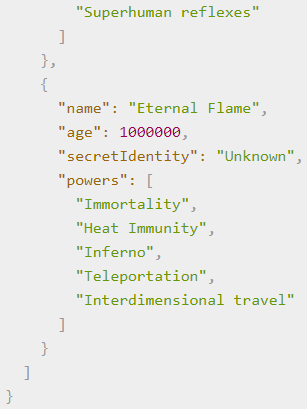 "Superhuman reflexes"
]
},
{
"name": "Eternal Flame",
"age": 1000000,
"secretIdentity": "Unknown",
"powers": [
"Immortality",
"Heat Immunity",
"Inferno",
"Teleportation",
"Interdimensional travel"
]
}
]
}